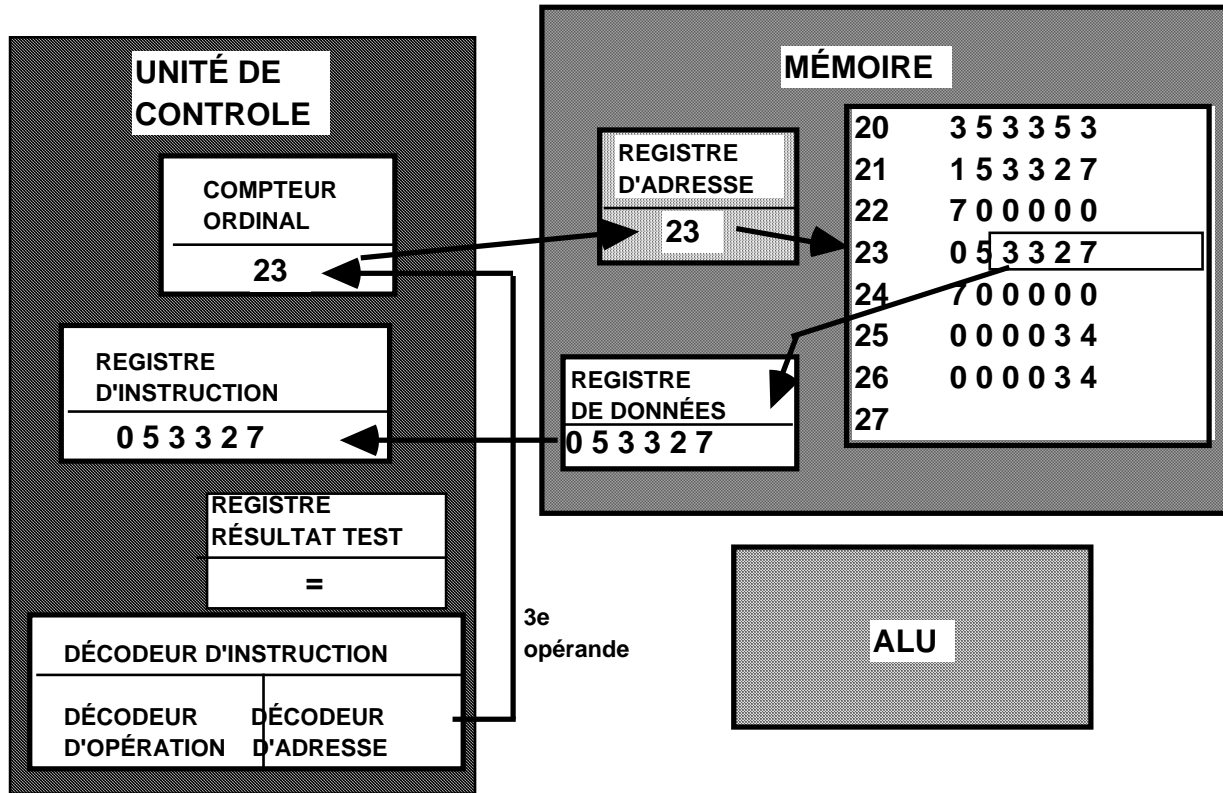 UNITÉ DE
CONTROLE
COMPTEUR
ORDINAL
23
REGISTRE
D'INSTRUCTION
0 5 3 3 2 7
REGISTRE
RÉSULTAT TEST
=
DÉCODEUR D'INSTRUCTION
DÉCODEUR
D'OPÉRATION
DÉCODEUR
D'ADRESSE
3e
opérande
MÉMOIRE
REGISTRE
D'ADRESSE
23
REGISTRE
DE DONNÉES
0 5 3 3 2 7
20 3 5 3 3 5 3
21 1 5 3 3 2 7
22 7 0 0 0 0 0
23 0 5 3 3 2 7
24 7 0 0 0 0 0
25 0 0 0 0 3 4
26 0 0 0 0 3 4
27
ALU